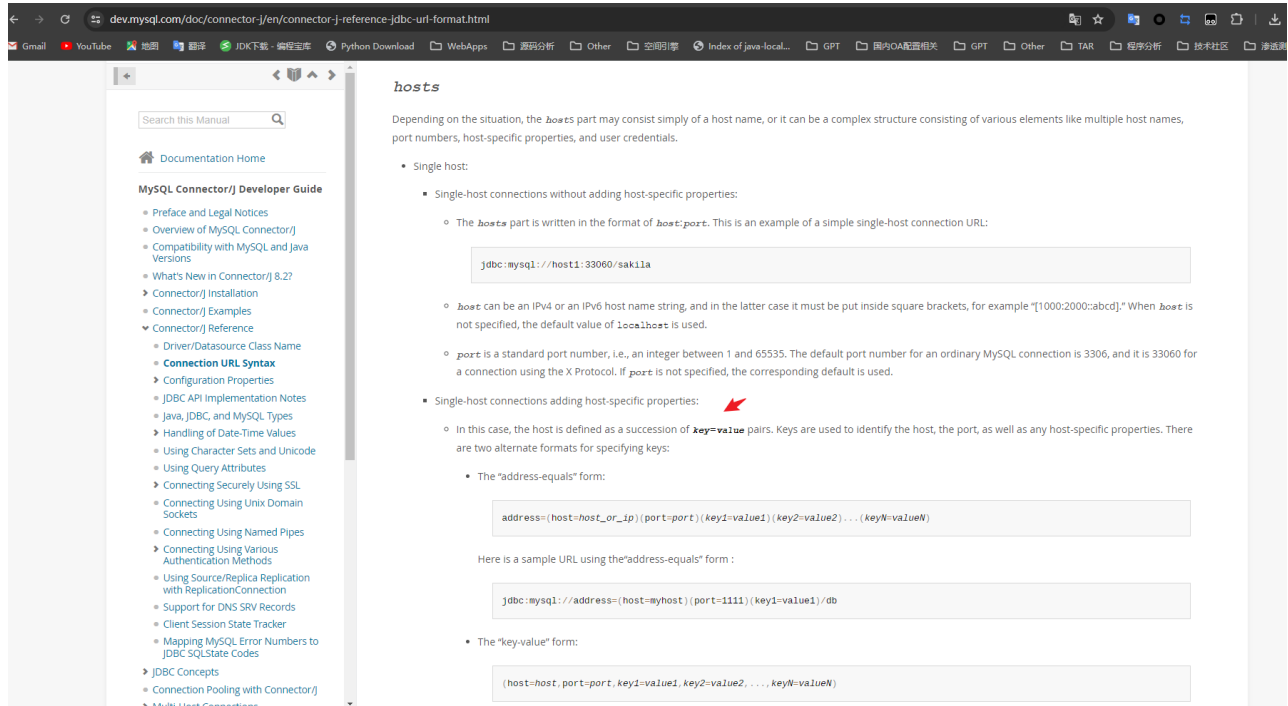 dev.mysql.com/doc/connector-j/en/connector-j-reference-jdbc-url-format.html
Gmail YouTube 地图 翻译 JDK下载 - 编程宝库 Python Download WebApps 源码分析 Other 空间引擎 Index of java-local... GPT 国内OA配置相关 GPT Other TAR 程序分析 技术社区 渗透测
Search this Manual
Documentation Home
MySQL Connector/J Developer Guide
Preface and Legal Notices
Overview of MySQL Connector/J
Compatibility with MySQL and Java
Versions
What's New in Connector/J 8.2?
Connector/J Installation
Connector/J Examples
Connector/J Reference
Driver/Datasource Class Name
Connection URL Syntax
Configuration Properties
JDBC API Implementation Notes
Java, JDBC, and MySQL Types
Handling of Date-Time Values
Using Character Sets and Unicode
Using Query Attributes
Connecting Securely Using SSL
Connecting Using Unix Domain
Sockets
Connecting Using Named Pipes
Connecting Using Various
Authentication Methods
Using Source/Replica Replication
with ReplicationConnection
Support for DNS SRV Records
Client Session State Tracker
Mapping MySQL Error Numbers to
JDBC SQLState Codes
JDBC Concepts
Connection Pooling with Connector/J
Multi-Host Connections
hosts
Depending on the situation, the hosts part may consist simply of a host name, or it can be a complex structure consisting of various elements like multiple host names,
port numbers, host-specific properties, and user credentials.
Single host:
Single-host connections without adding host-specific properties:
The hosts part is written in the format of host:port. This is an example of a simple single-host connection URL:
jdbc:mysql://host1:33060/sakila
host can be an IPv4 or an IPv6 host name string, and in the latter case it must be put inside square brackets, for example “[1000:2000::abcd].” When host is
not specified, the default value of localhost is used.
port is a standard port number, i.e., an integer between 1 and 65535. The default port number for an ordinary MySQL connection is 3306, and it is 33060 for
a connection using the X Protocol. If port is not specified, the corresponding default is used.
Single-host connections adding host-specific properties:
In this case, the host is defined as a succession of key=value pairs. Keys are used to identify the host, the port, as well as any host-specific properties. There
are two alternate formats for specifying keys:
The “address-equals” form:
address=(host=host_or_ip)(port=port)(key1=value1)(key2=value2)...(keyN=valueN)
Here is a sample URL using the“address-equals” form :
jdbc:mysql://address=(host=myhost)(port=1111)(key1=value1)/db
The “key-value” form:
(host=host,port=port,key1=value1,key2=value2,...,keyN=valueN)